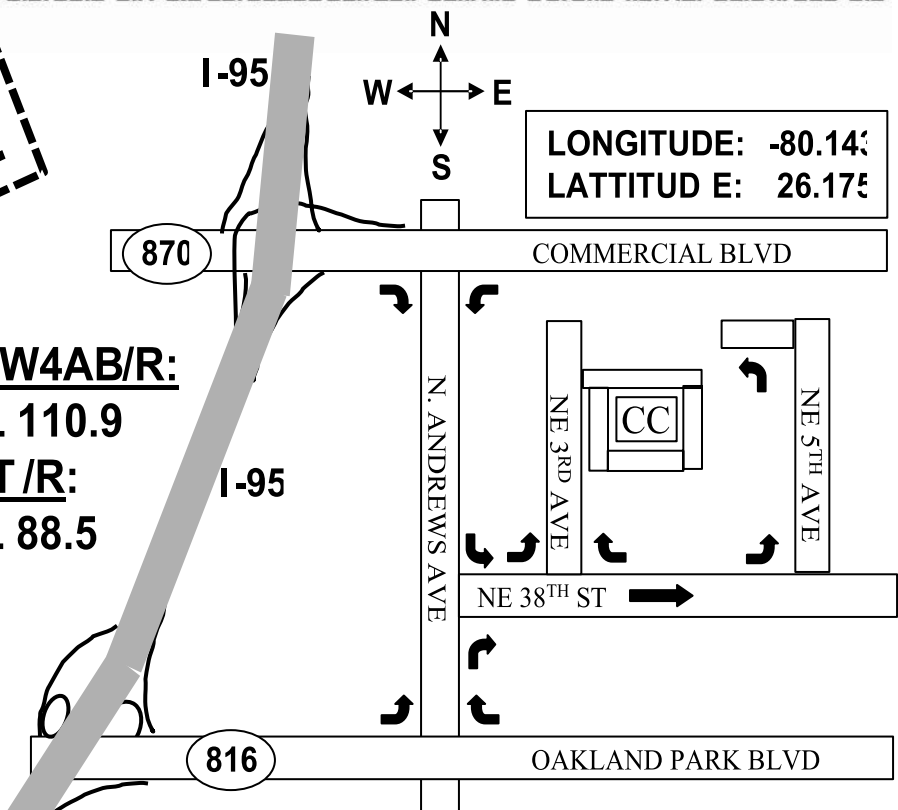 N
I-95
W E
S
LONGITUDE: -80.143
LATTITUD E: 26.175
870
COMMERCIAL BLVD
W4AB/R:
. 110.9
T /R:
. 88.5
N. ANDREWS AVE
NE 3RD AVE
CC
NE 5TH AVE
I-95
NE 38TH ST
816
OAKLAND PARK BLVD